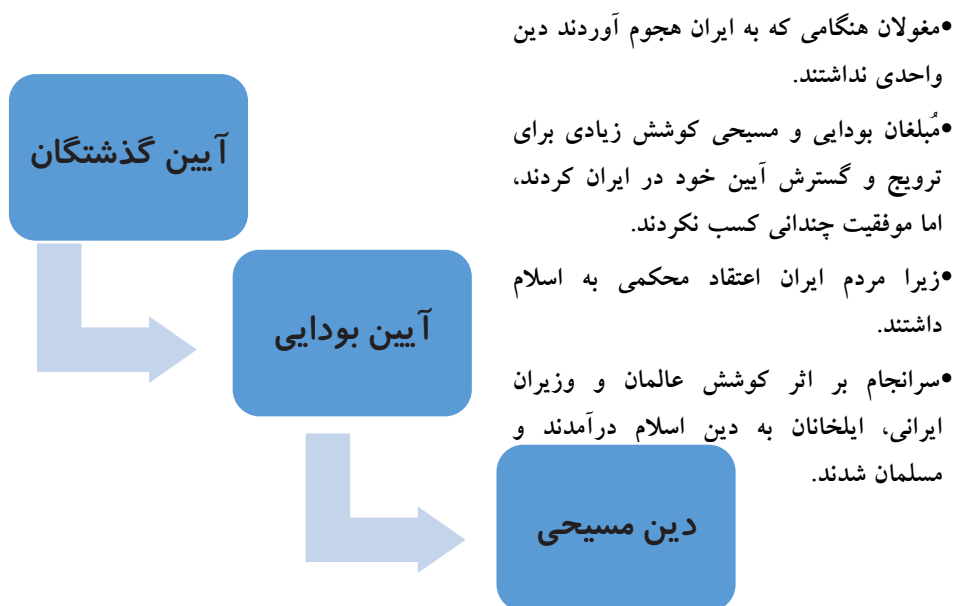 •مغولان هنگامی که به ایران هجوم آوردند دین
واحدی نداشتند.
•مُبلغان بودایی و مسیحی کوشش زیادی برای
ترویج و گسترش آیین خود در ایران کردند،
اما موفقیت چندانی کسب نکردند.
•زیرا مردم ایران اعتقاد محکمی به اسلام
داشتند.
•سرانجام بر اثر کوشش عالمان و وزیران
ایرانی، ایلخانان به دین اسلام درآمدند و
مسلمان شدند.
آیین گذشتگان
آیین بودایی
دین مسیحی